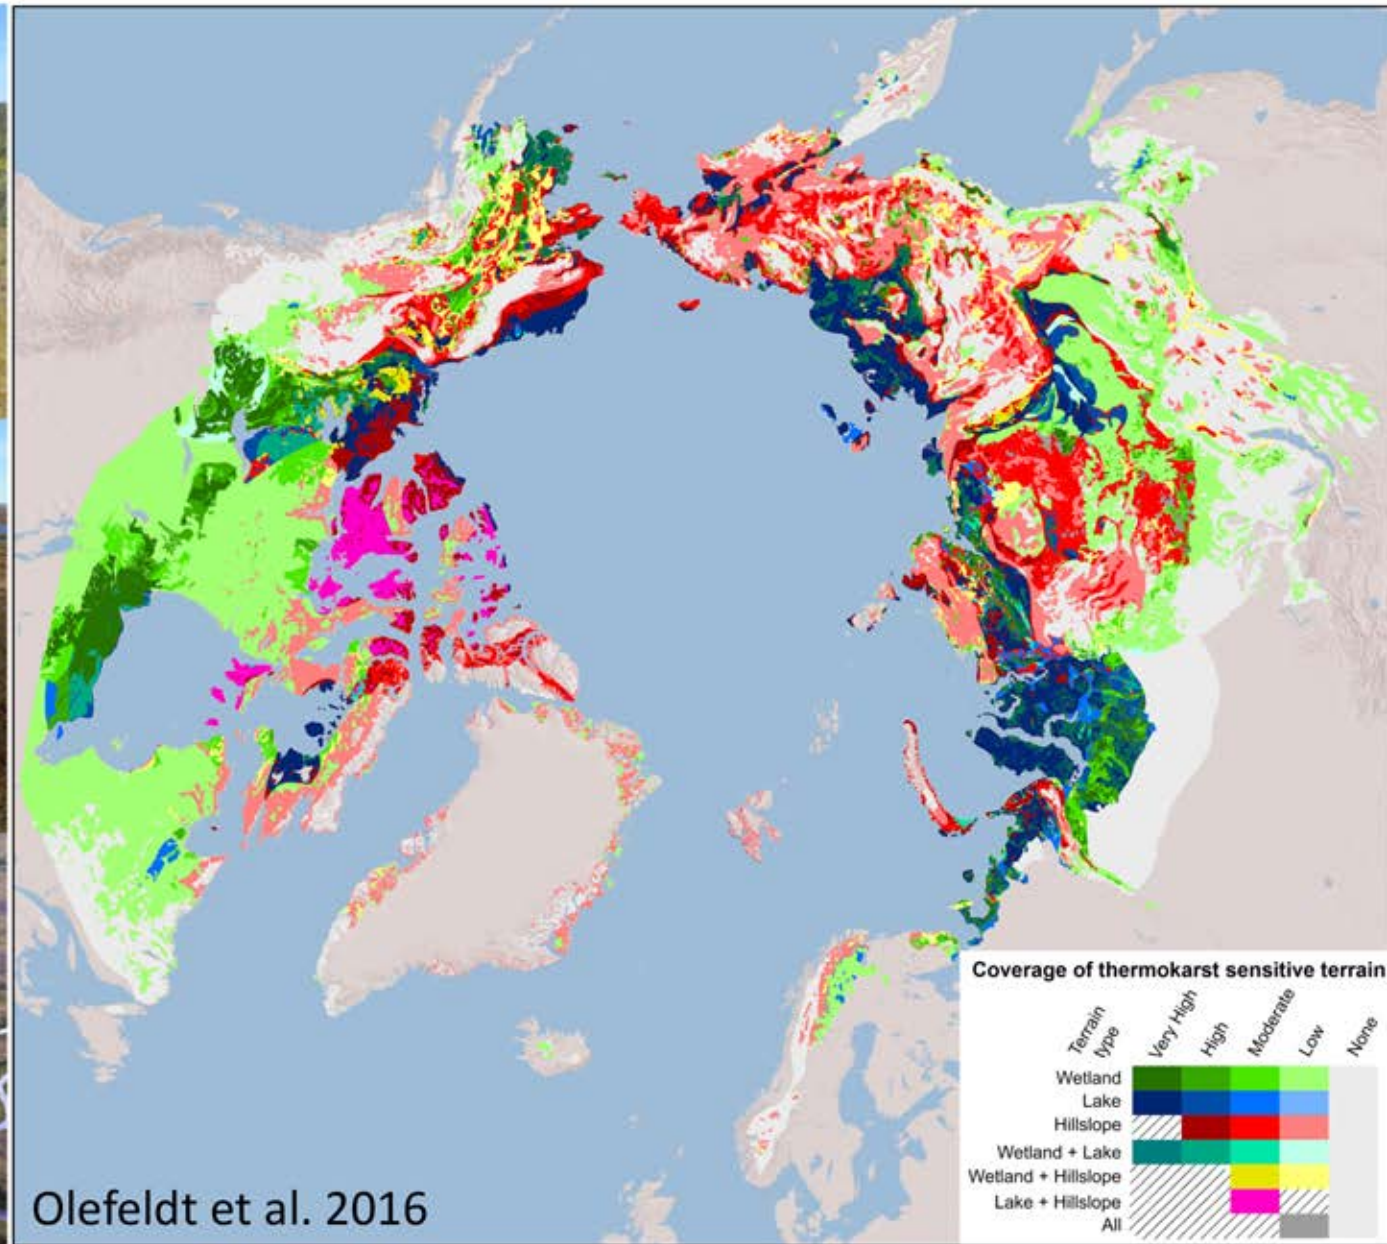 Coverage of thermokarst sensitive terrain
Terrain type
Very High
High
Moderate
Low
None
Wetland
Lake
Hillslope
Wetland + Lake
Wetland + Hillslope
Lake + Hillslope
All
Olefeldt et al. 2016